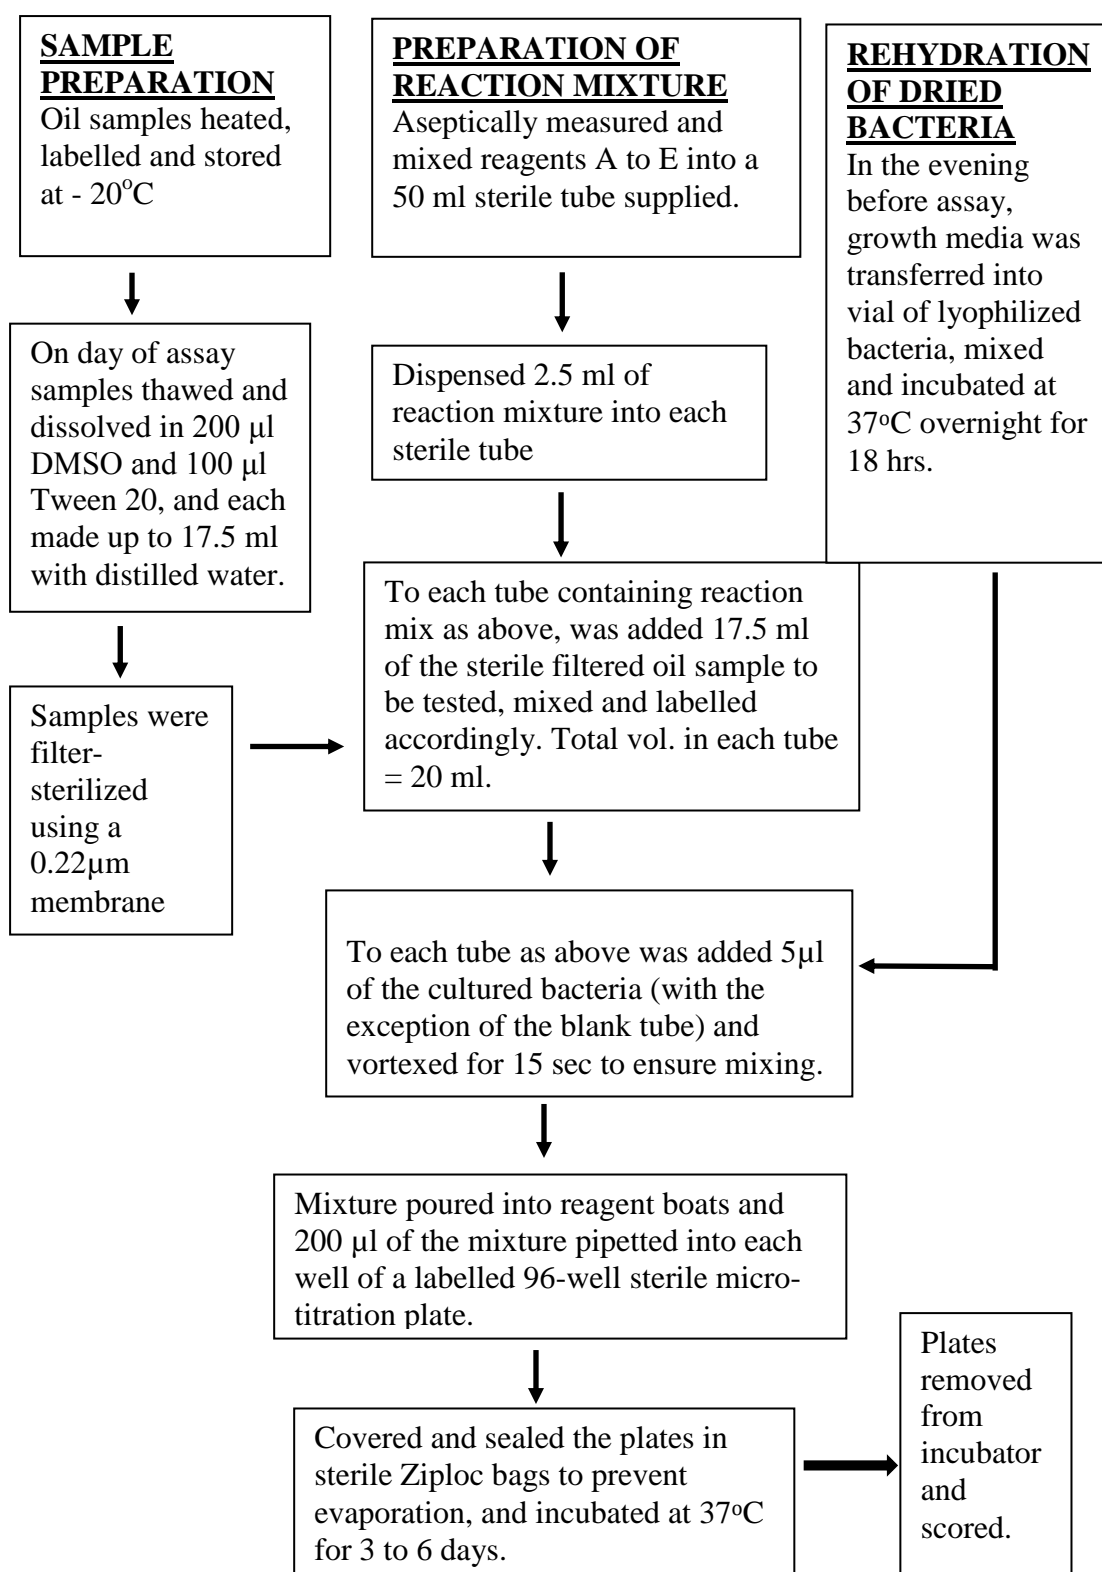 SAMPLE
PREPARATION
Oil samples heated,
labelled and stored
at - 20oC
PREPARATION OF
REACTION MIXTURE
Aseptically measured and
mixed reagents A to E into a
50 ml sterile tube supplied.
REHYDRATION
OF DRIED
BACTERIA
In the evening
before assay,
growth media was
transferred into
vial of lyophilized
bacteria, mixed
and incubated at
37oC overnight for
18 hrs.
On day of assay
samples thawed and
dissolved in 200 µl
DMSO and 100 µl
Tween 20, and each
made up to 17.5 ml
with distilled water.
Dispensed 2.5 ml of
reaction mixture into each
sterile tube
Samples were
filter-
sterilized
using a
0.22µm
membrane
To each tube containing reaction
mix as above, was added 17.5 ml
of the sterile filtered oil sample to
be tested, mixed and labelled
accordingly. Total vol. in each tube
= 20 ml.
To each tube as above was added 5µl
of the cultured bacteria (with the
exception of the blank tube) and
vortexed for 15 sec to ensure mixing.
Mixture poured into reagent boats and
200 µl of the mixture pipetted into each
well of a labelled 96-well sterile micro-
titration plate.
Covered and sealed the plates in
sterile Ziploc bags to prevent
evaporation, and incubated at 37oC
for 3 to 6 days.
Plates
removed
from
incubator
and
scored.